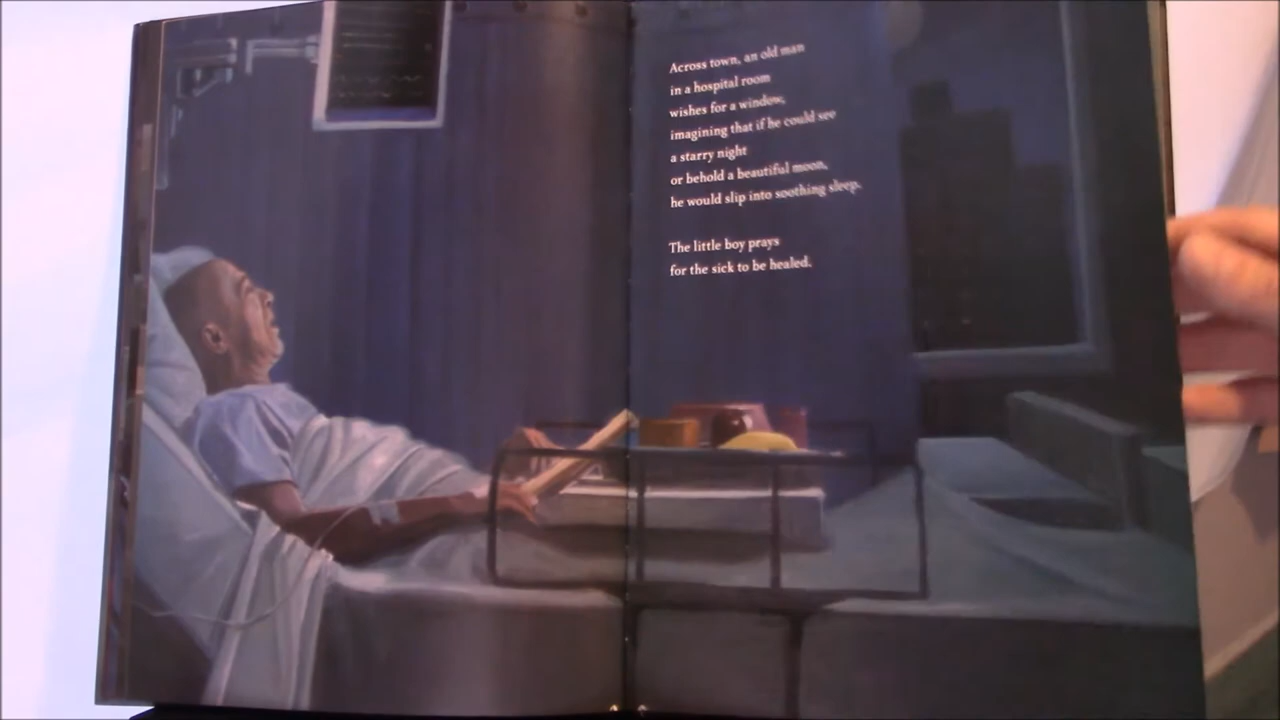 Across town, an old man
in a hospital room
wishes for a window,
imagining that if he could see
a starry night
or behold a beautiful moon,
he would slip into soothing sleep.
The little boy prays
for the sick to be healed.